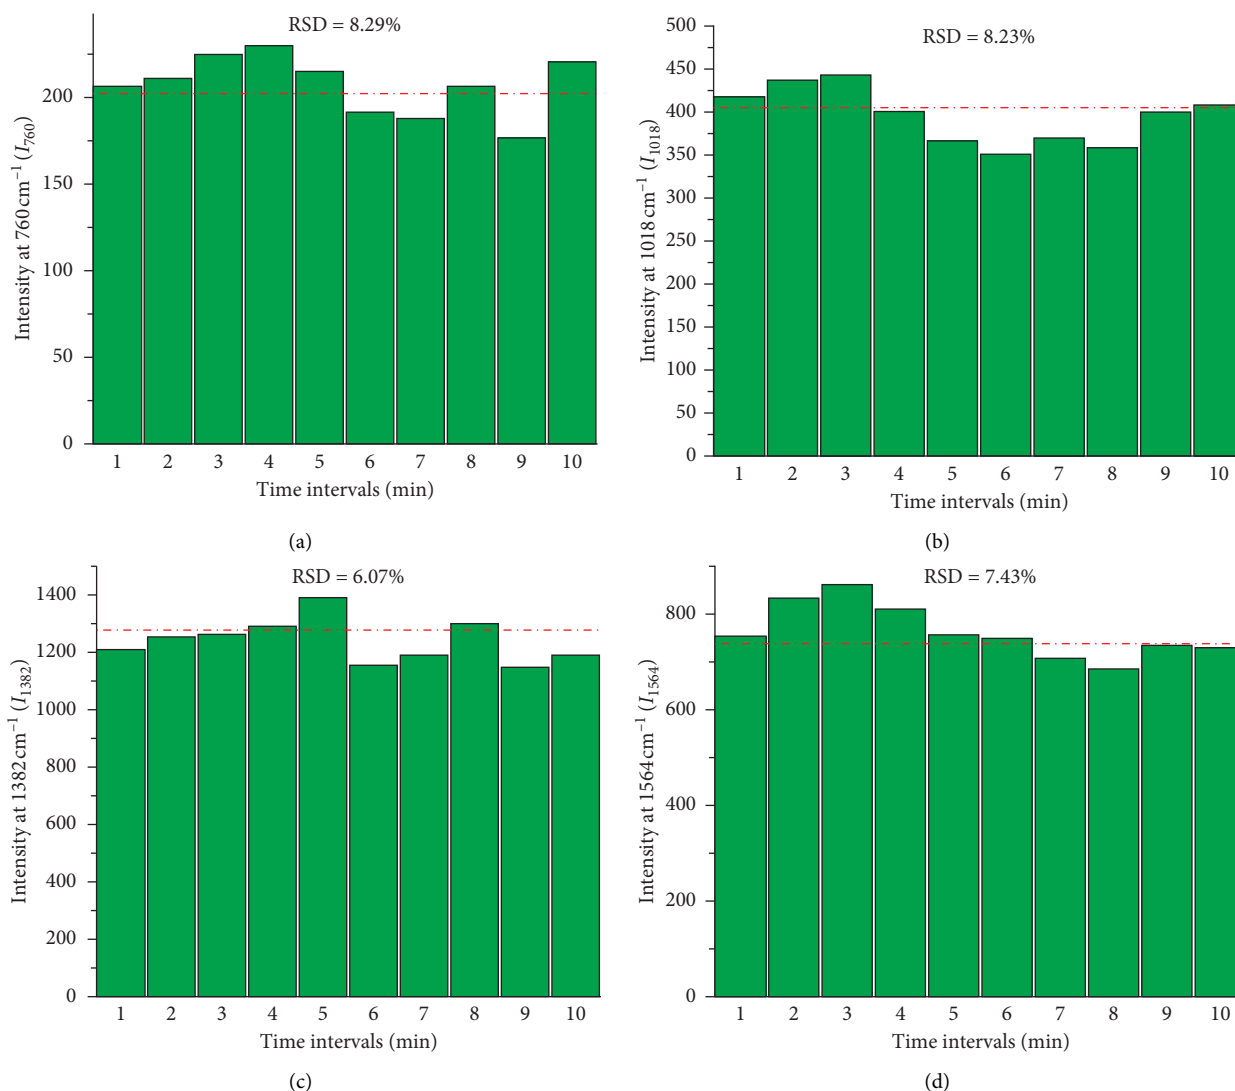 RSD = 8.29%
Intensity at 760 cm⁻¹ (I₇₆₀)
200
150
100
50
0
1 2 3 4 5 6 7 8 9 10
Time intervals (min)
(a)
RSD = 8.23%
Intensity at 1018 cm⁻¹ (I₁₀₁₈)
500
450
400
350
300
250
200
150
100
50
0
1 2 3 4 5 6 7 8 9 10
Time intervals (min)
(b)
RSD = 6.07%
Intensity at 1382 cm⁻¹ (I₁₃₈₂)
1400
1200
1000
800
600
400
200
0
1 2 3 4 5 6 7 8 9 10
Time intervals (min)
(c)
RSD = 7.43%
Intensity at 1564 cm⁻¹ (I₁₅₆₄)
800
600
400
200
0
1 2 3 4 5 6 7 8 9 10
Time intervals (min)
(d)